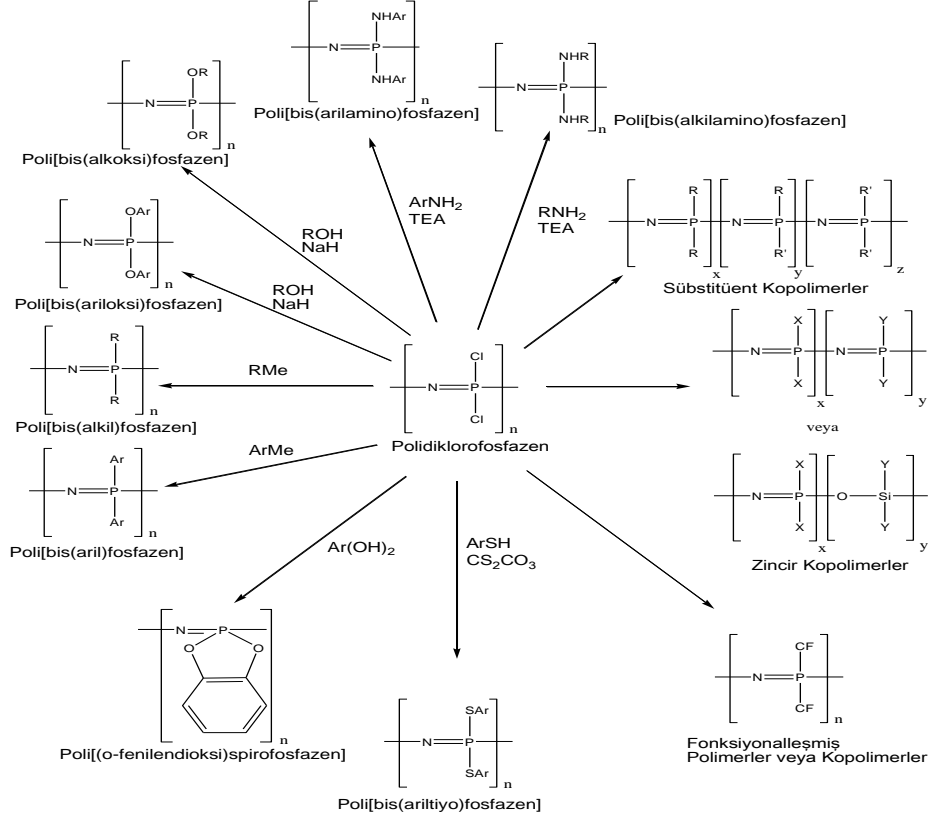 NHAr
N P
NHAr
n
Poli[bis(arilamino)fosfazen]
NHR
N P
NHR
n
Poli[bis(alkilamino)fosfazen]
OR
N P
OR
n
Poli[bis(alkoksi)fosfazen]
ArNH2
TEA
RNH2
TEA
ROH
NaH
OAr
N P
OAr
n
Poli[bis(ariloksi)fosfazen]
ROH
NaH
R R R'
N P N P N P
R R' R'
x y z
Sübstitüent Kopolimerler
R
N P
R
n
Poli[bis(alkil)fosfazen]
RMe
Cl
N P
Cl
n
Polidiklorofosfazen
X Y
N P N P
X Y
x y
veya
X Y
N P O Si
X Y
x y
Zincir Kopolimerler
Ar
N P
Ar
n
Poli[bis(aril)fosfazen]
ArMe
Ar(OH)2
ArSH
CS2CO3
N P
O O
n
Poli[(o-fenilendioksi)spirofosfazen]
SAr
N P
SAr
n
Poli[bis(ariltiyo)fosfazen]
CF
N P
CF
n
Fonksiyonalleşmiş
Polimerler veya Kopolimerler